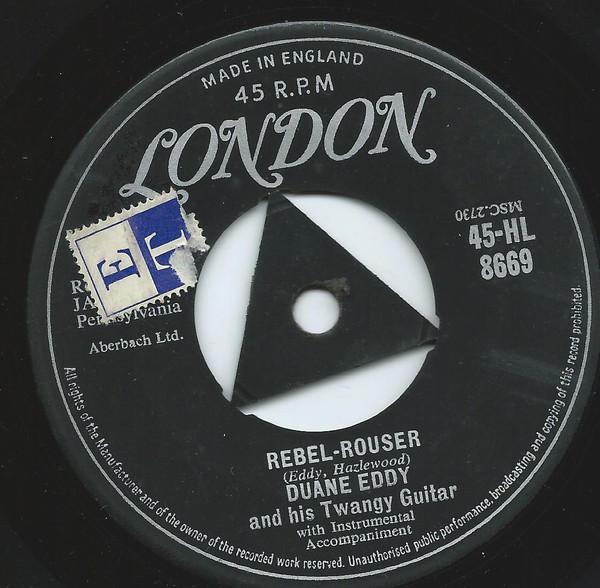 MADE IN ENGLAND
45 R.P.M
LONDON
MSC.2730
45-HL
8669
E T
Pennsylvania
Aberbach Ltd.
REBEL-ROUSER
(Eddy, Hazlewood)
DUANE EDDY
and his Twangy Guitar
with Instrumental
Accompaniment
All rights of the Manufacturer and of the owner of the recorded work reserved. Unauthorised public performance, broadcasting and copying of this record prohibited.